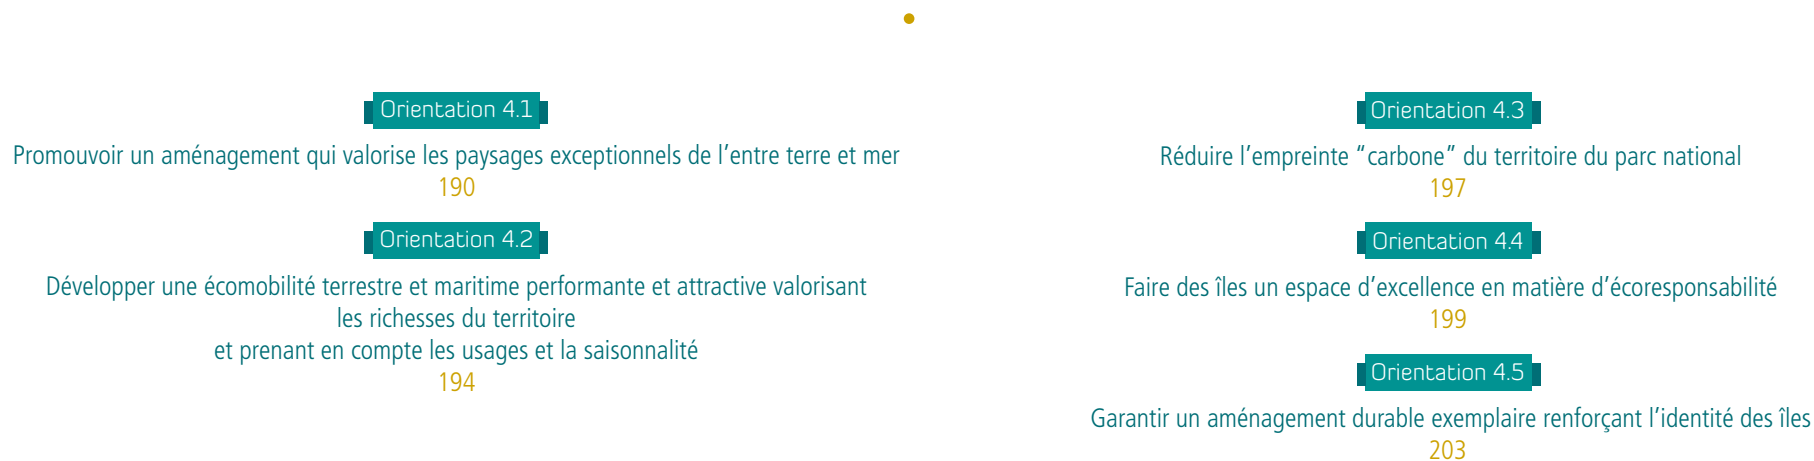 Orientation 4.1
Promouvoir un aménagement qui valorise les paysages exceptionnels de l’entre terre et mer
190
Orientation 4.2
Développer une écomobilité terrestre et maritime performante et attractive valorisant
les richesses du territoire
et prenant en compte les usages et la saisonnalité
194
Orientation 4.3
Réduire l’empreinte “carbone” du territoire du parc national
197
Orientation 4.4
Faire des îles un espace d’excellence en matière d’écoresponsabilité
199
Orientation 4.5
Garantir un aménagement durable exemplaire renforçant l’identité des îles
203